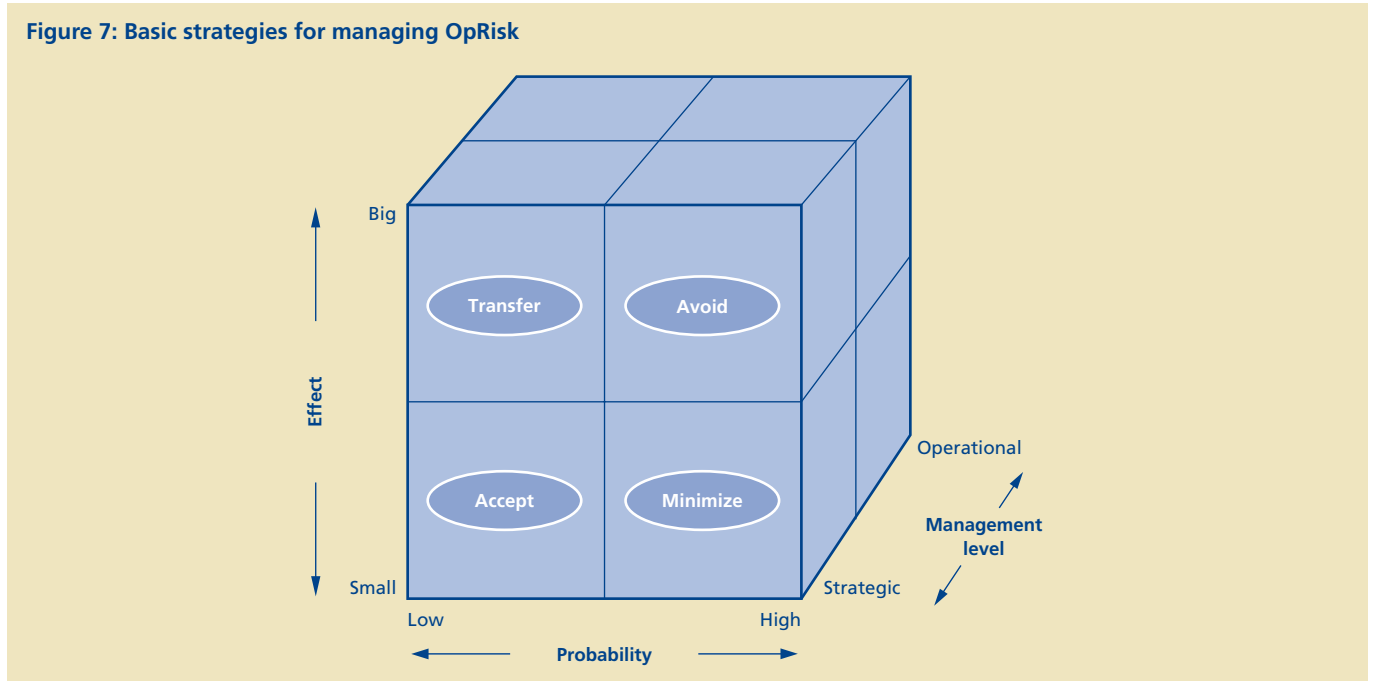 Figure 7: Basic strategies for managing OpRisk
Big
Transfer
Avoid
Effect
Operational
Accept
Minimize
Management
level
Small
Strategic
Low
High
Probability